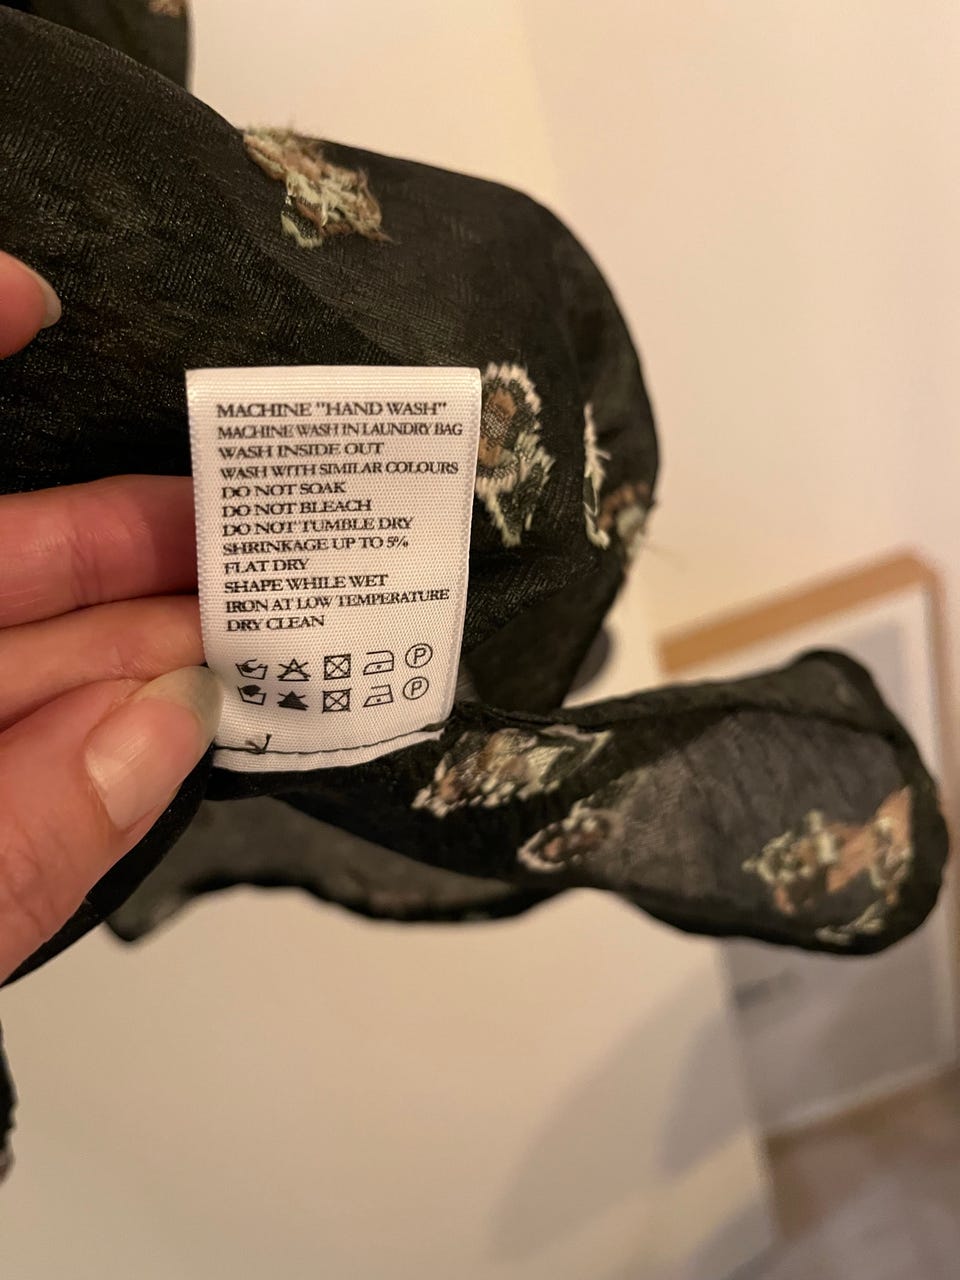 MACHINE "HAND WASH"
MACHINE WASH IN LAUNDRY BAG
WASH INSIDE OUT
WASH WITH SIMILAR COLOURS
DO NOT SOAK
DO NOT BLEACH
DO NOT TUMBLE DRY
SHRINKAGE UP TO 5%
FLAT DRY
SHAPE WHILE WET
IRON AT LOW TEMPERATURE
DRY CLEAN
P
P